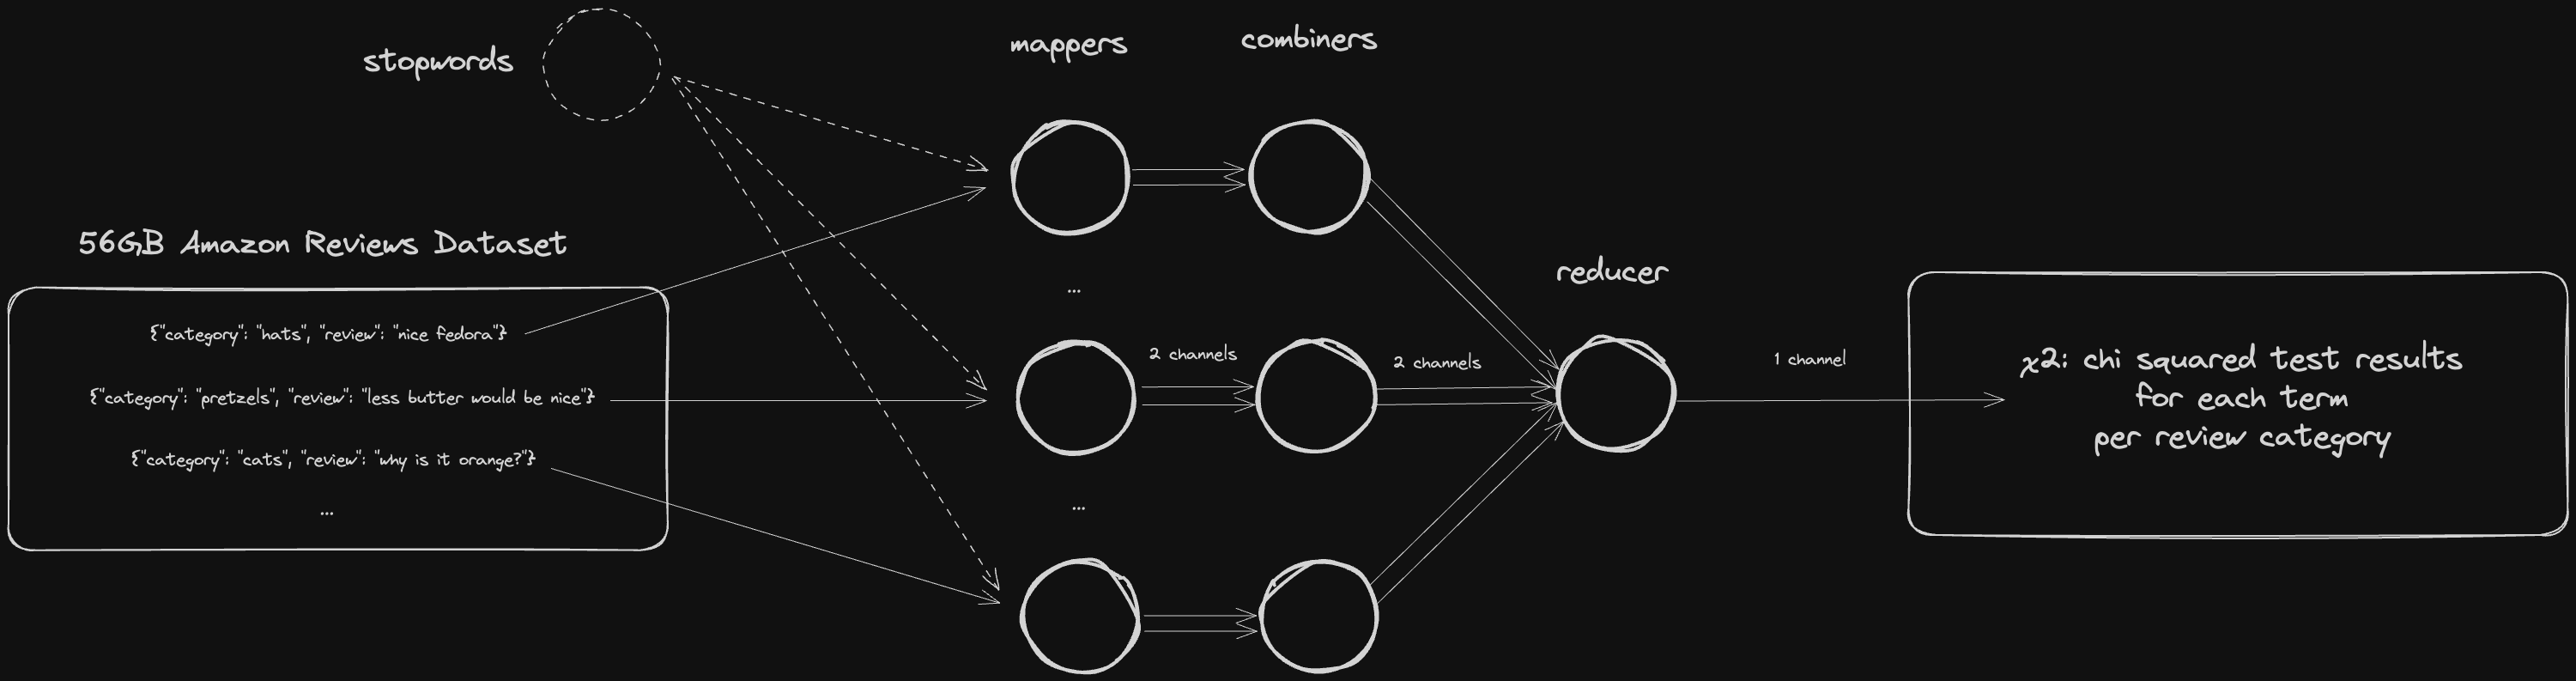 stopwords
mappers
combiners
56GB Amazon Reviews Dataset
{"category": "hats", "review": "nice fedora"}
{"category": "pretzels", "review": "less butter would be nice"}
{"category": "cats", "review": "why is it orange?"}
...
...
2 channels
...
2 channels
reducer
1 channel
χ2: chi squared test results
for each term
per review category